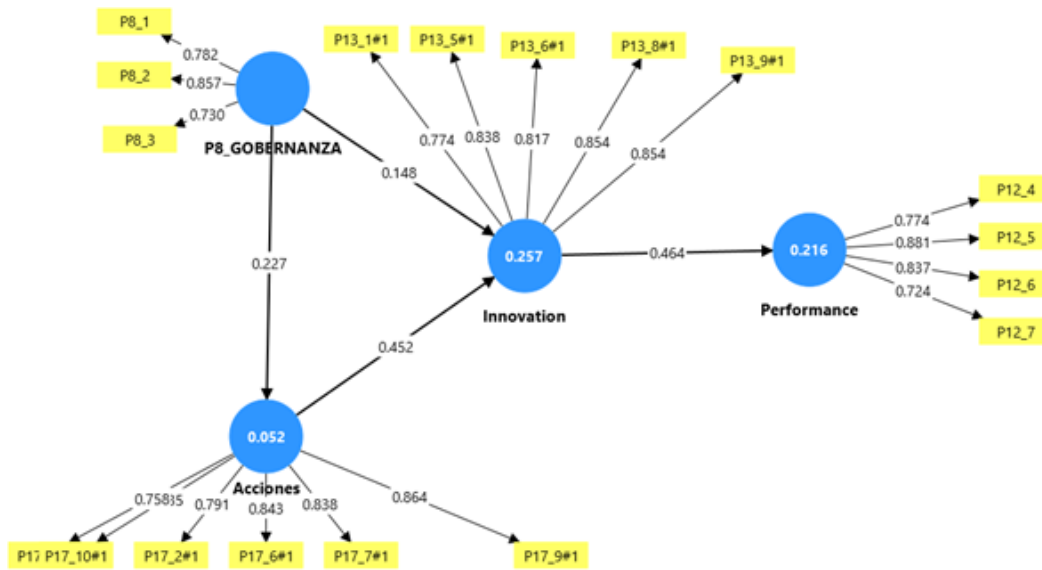 P8_1
P13_1#1
P13_5#1
P13_6#1
P13_8#1
P13_9#1
0.782
P8_2
0.857
0.730
P8_3
P8_GOBERNANZA
0.774
0.838
0.817
0.854
0.854
0.148
P12_4
0.774
P12_5
0.881
0.227
0.257
0.464
0.216
0.837
P12_6
0.724
P12_7
Innovation
Performance
0.452
0.052
Acciones
0.758
0.791
0.843
0.838
0.864
P17_10#1
P17_2#1
P17_6#1
P17_7#1
P17_9#1